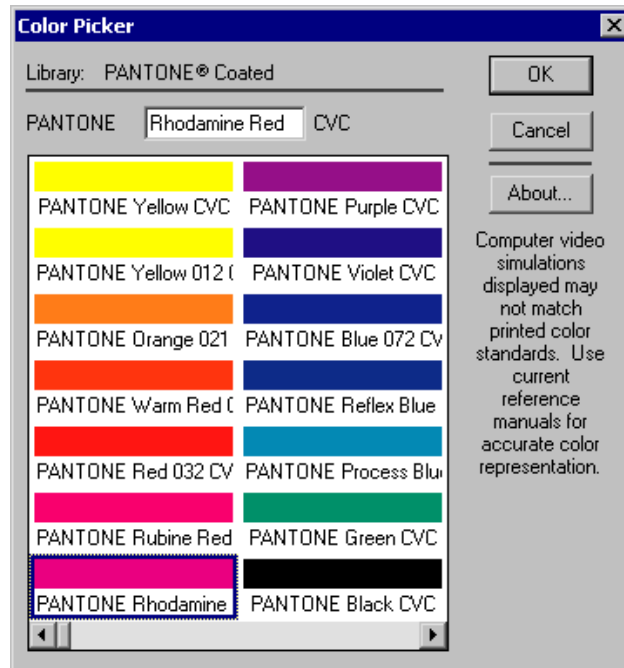 Color Picker
Library: PANTONE® Coated
OK
PANTONE Rhodamine Red CVC
Cancel
About...
PANTONE Yellow CVC PANTONE Purple CVC
PANTONE Yellow 012 ( PANTONE Violet CVC
PANTONE Orange 021 PANTONE Blue 072 CV
PANTONE Warm Red ( PANTONE Reflex Blue
PANTONE Red 032 CV PANTONE Process Blu
PANTONE Rubine Red PANTONE Green CVC
PANTONE Rhodamine PANTONE Black CVC
Computer video
simulations
displayed may
not match
printed color
standards. Use
current
reference
manuals for
accurate color
representation.